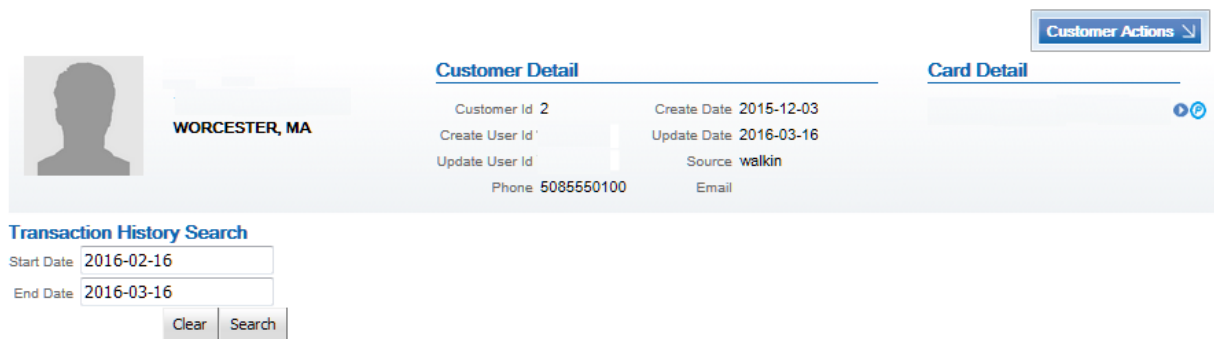 Customer Actions
Customer Detail
Card Detail
Customer Id 2 Create Date 2015-12-03
WORCESTER, MA
Create User Id Update Date 2016-03-16
Update User Id Source walkin
Phone 5085550100 Email
Transaction History Search
Start Date 2016-02-16
End Date 2016-03-16
Clear Search